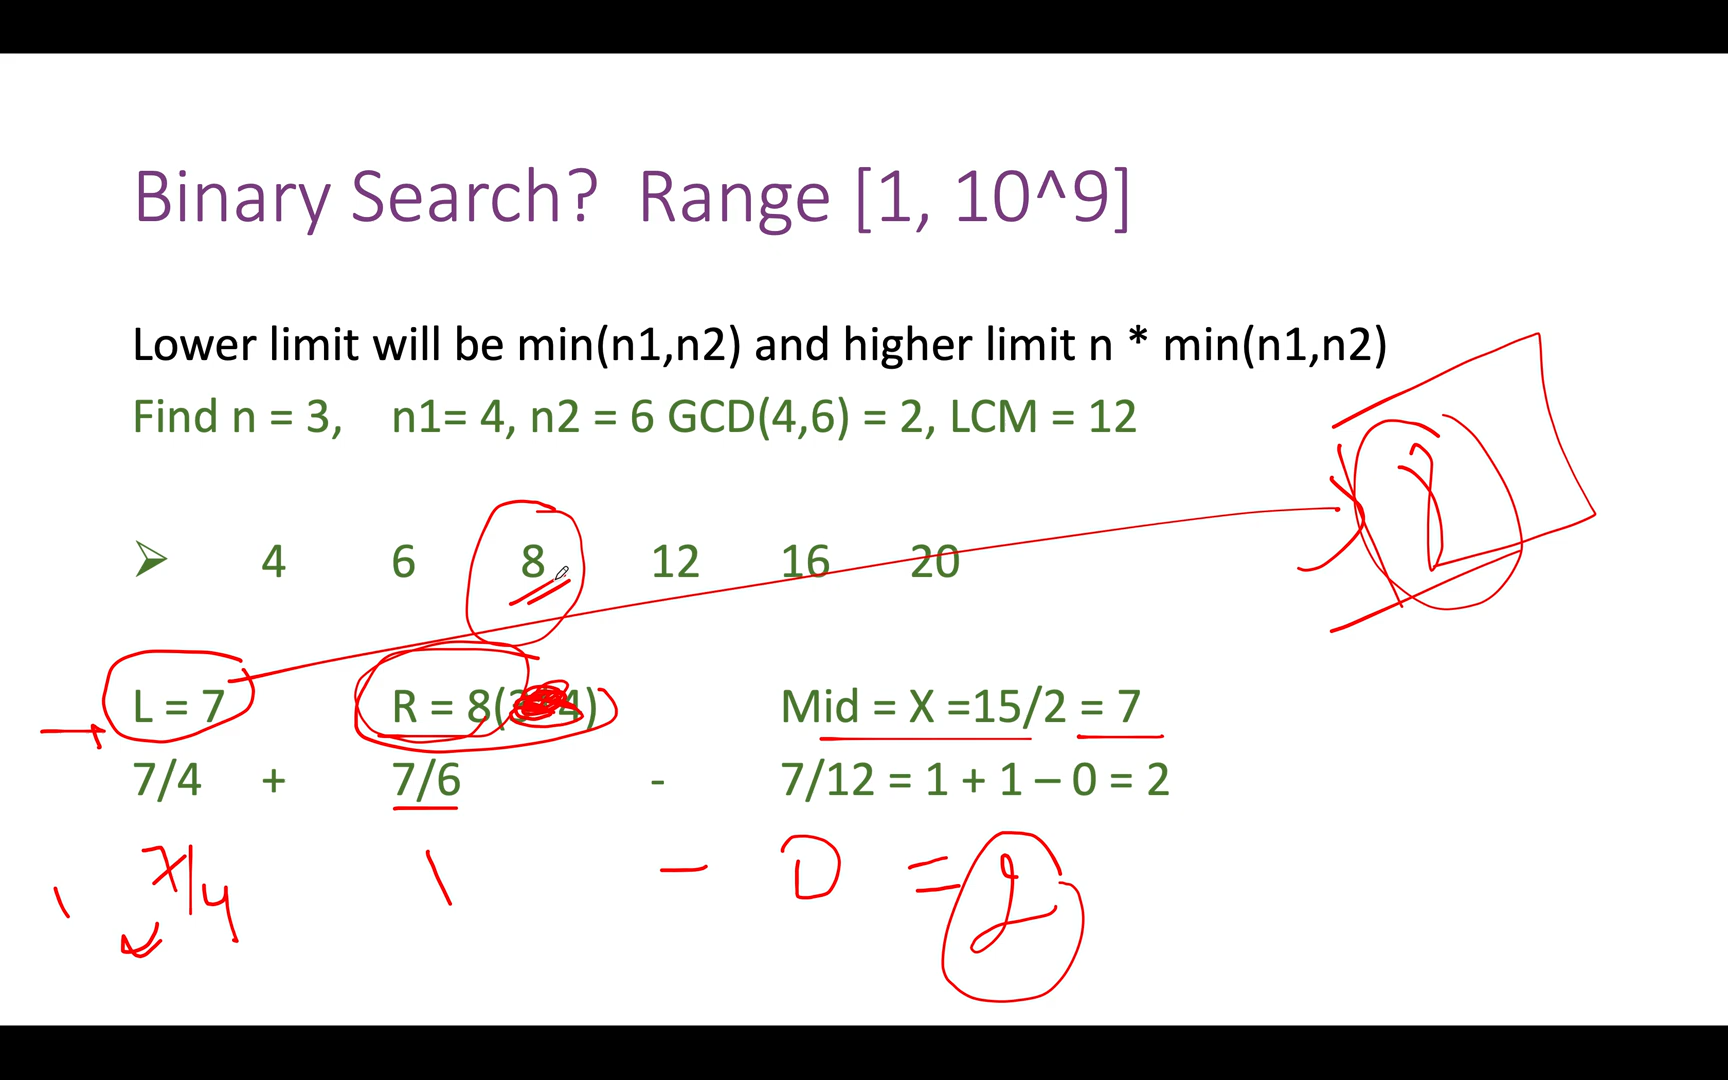 Binary Search? Range [1, 10^9]
Lower limit will be min(n1,n2) and higher limit n * min(n1,n2)
Find n = 3, n1= 4, n2 = 6 GCD(4,6) = 2, LCM = 12
4 6 8 12 16 20
L = 7 R = 8( 4) Mid = X =15/2 = 7
7/4 + 7/6 - 7/12 = 1 + 1 – 0 = 2
1 7/4 1 - 0 = 2